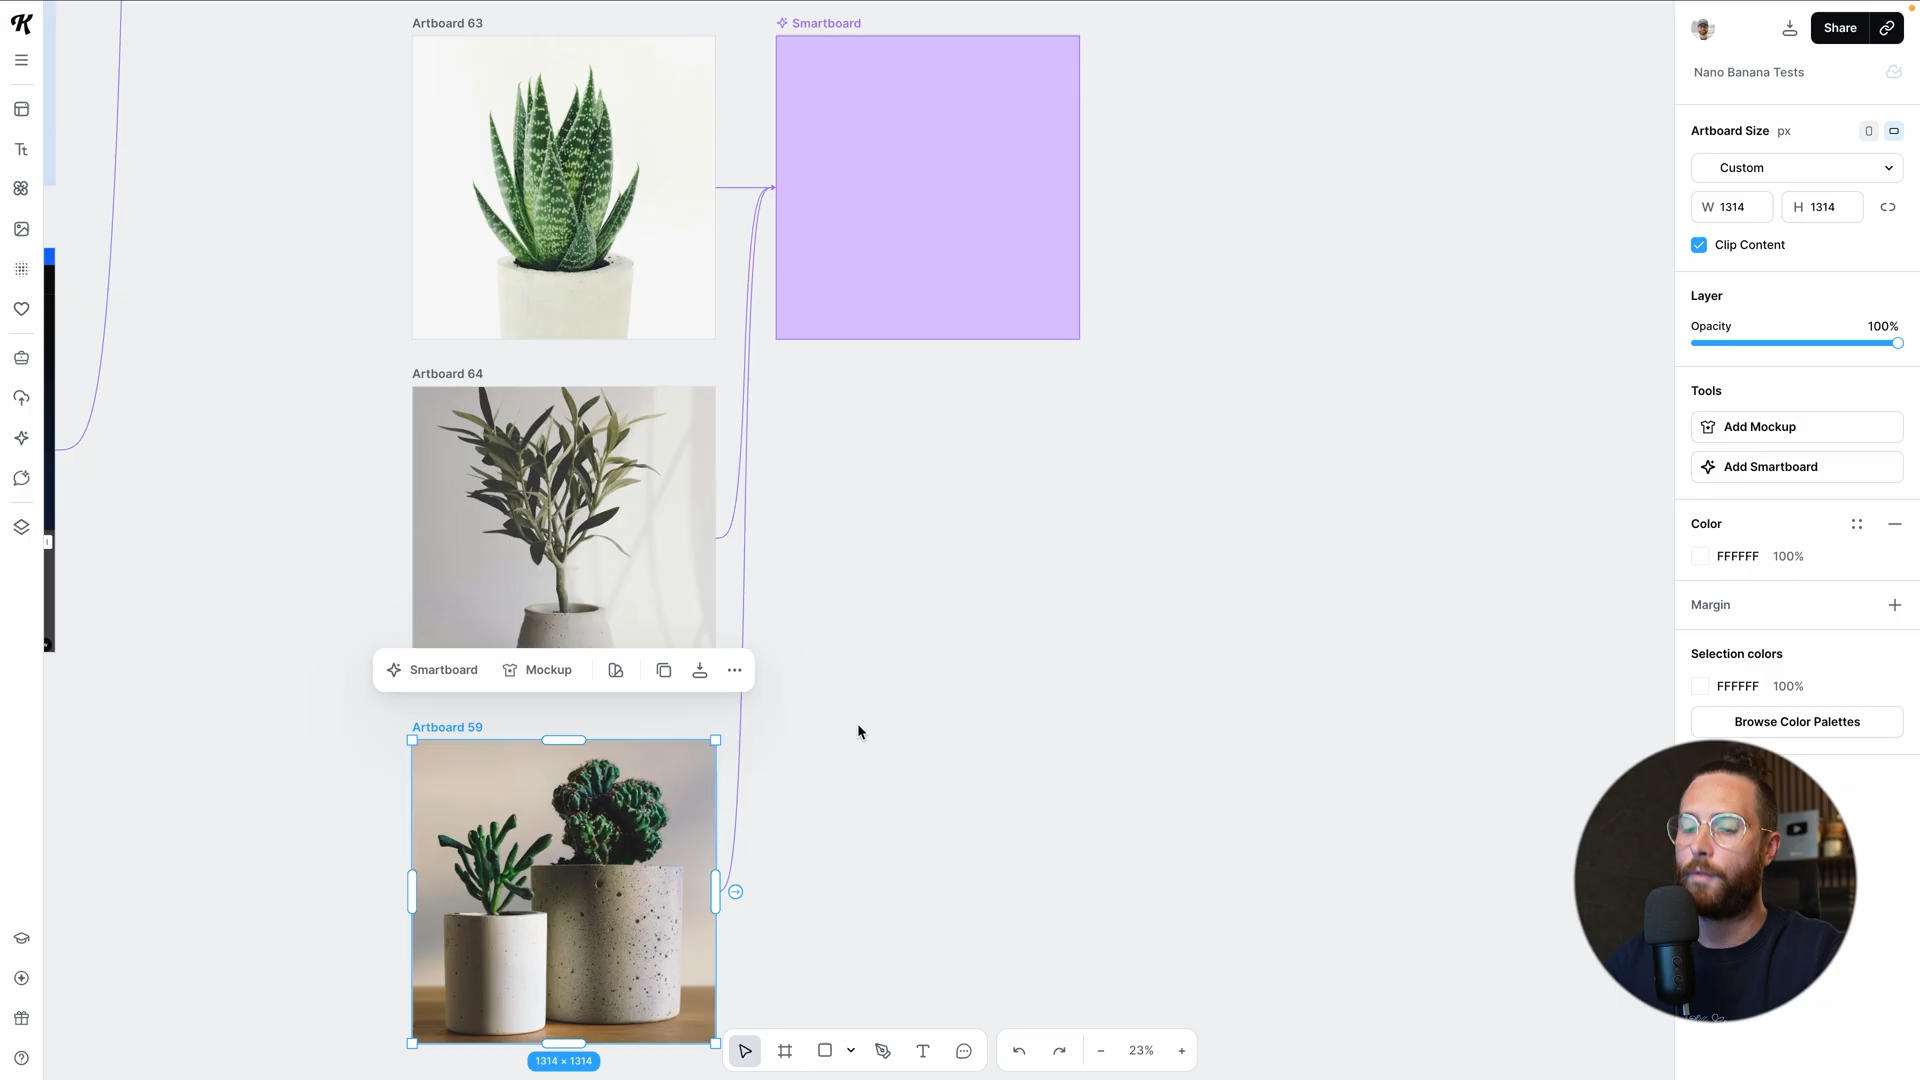 Artboard 63
Smartboard
Artboard 64
Smartboard
Mockup
Artboard 59
1314 × 1314
Tt
23%
Share
Nano Banana Tests
Artboard Size px
Custom
W 1314
H 1314
Clip Content
Layer
Opacity
100%
Tools
Add Mockup
Add Smartboard
Color
FFFFFF 100%
Margin
Selection colors
FFFFFF 100%
Browse Color Palettes